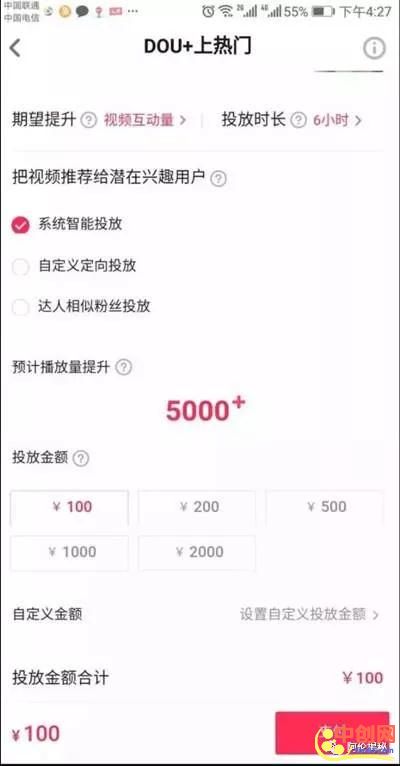 中国联通 2G 4G 55% 下午4:27
中国电信
DOU+上热门
期望提升 视频互动量 > 投放时长 6小时 >
把视频推荐给潜在兴趣用户
系统智能投放
自定义定向投放
达人相似粉丝投放
预计播放量提升
5000+
投放金额
¥ 100 ¥ 200 ¥ 500
¥ 1000 ¥ 2000
自定义金额 设置自定义投放金额 >
投放金额合计 ¥100
¥100
中创网